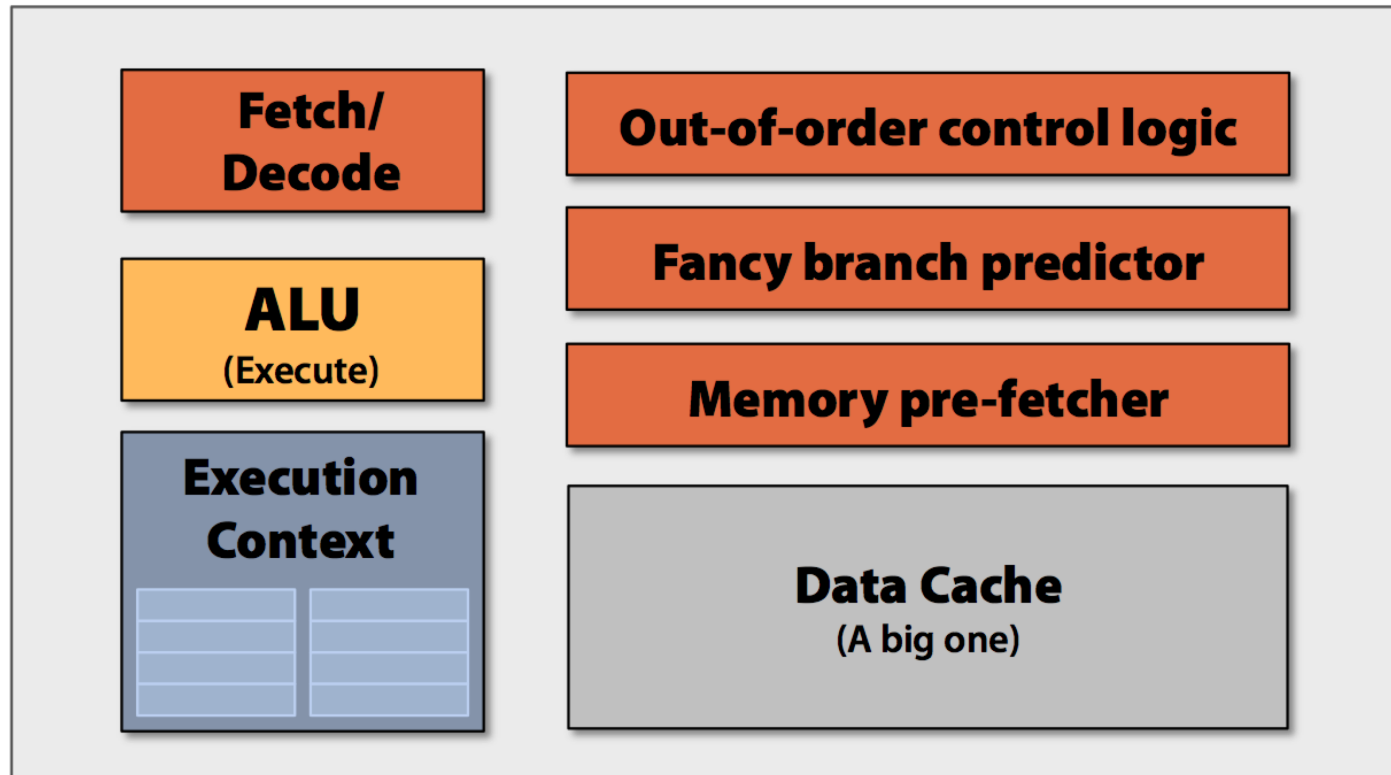 Fetch/
Decode
ALU
(Execute)
Execution
Context
Out-of-order control logic
Fancy branch predictor
Memory pre-fetcher
Data Cache
(A big one)